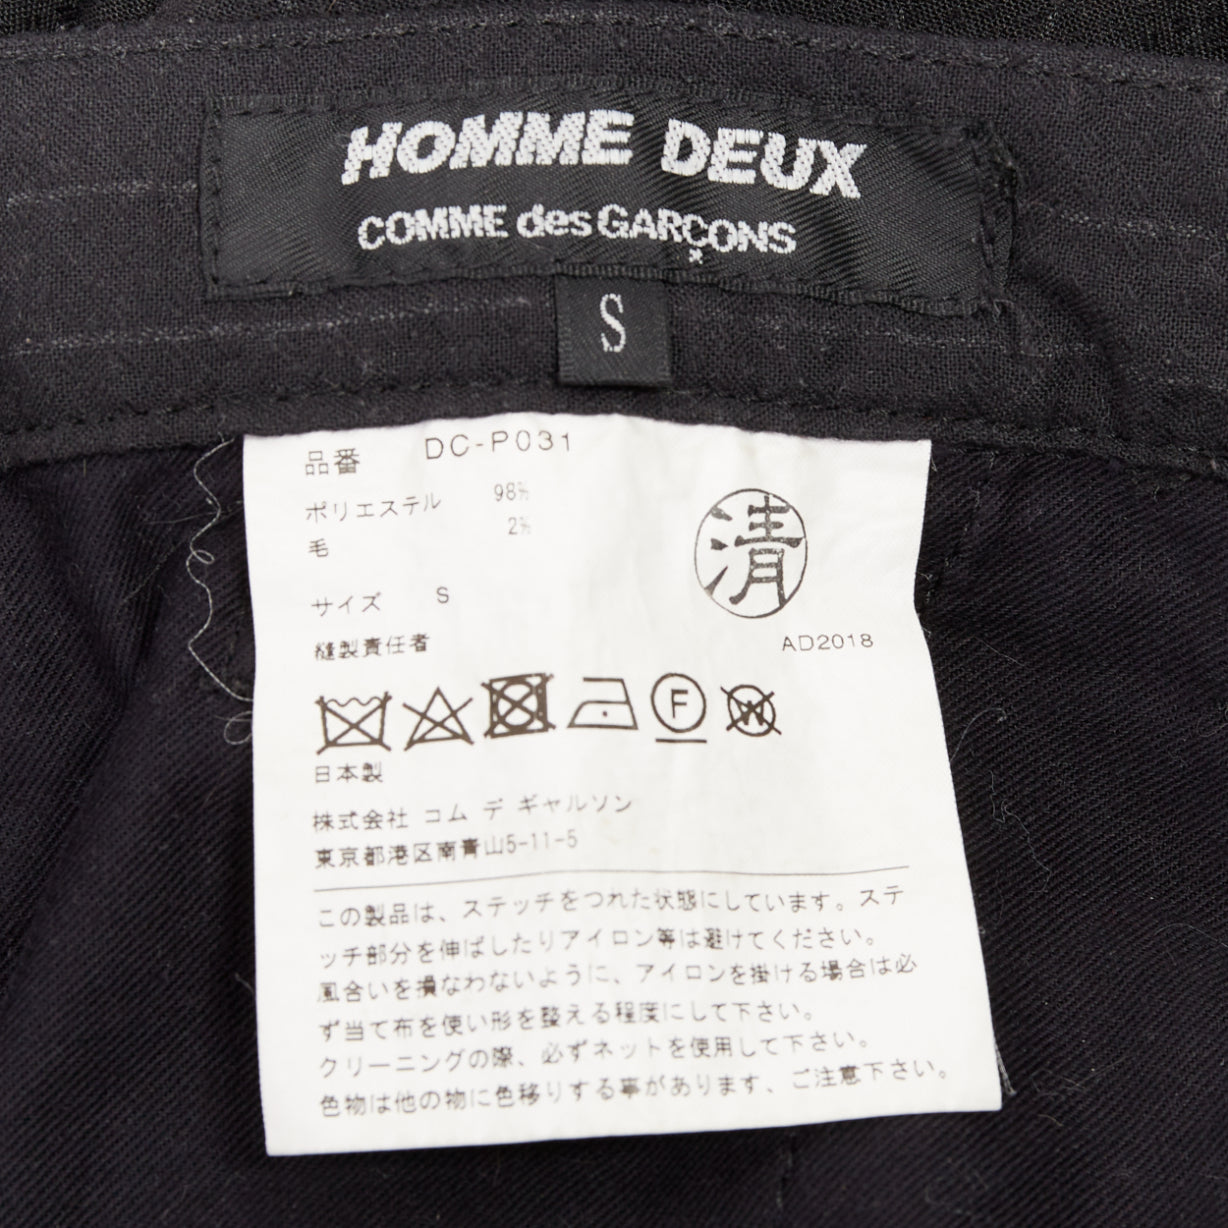 HOMME DEUX
COMME des GARÇONS
S
品番 DC-P031
ポリエステル 98%
毛 2%
清
サイズ S
縫製責任者
AD2018
F
W
日本製
株式会社 コム デ ギャルソン
東京都港区南青山5-11-5
この製品は、ステッチをつれた状態にしています。ステ
ッチ部分を伸ばしたりアイロン等は避けてください。
風合いを損なわないように、アイロンを掛ける場合は必
ず当て布を使い形を整える程度にして下さい。
クリーニングの際、必ずネットを使用して下さい。
色物は他の物に色移りする事があります、ご注意下さい。